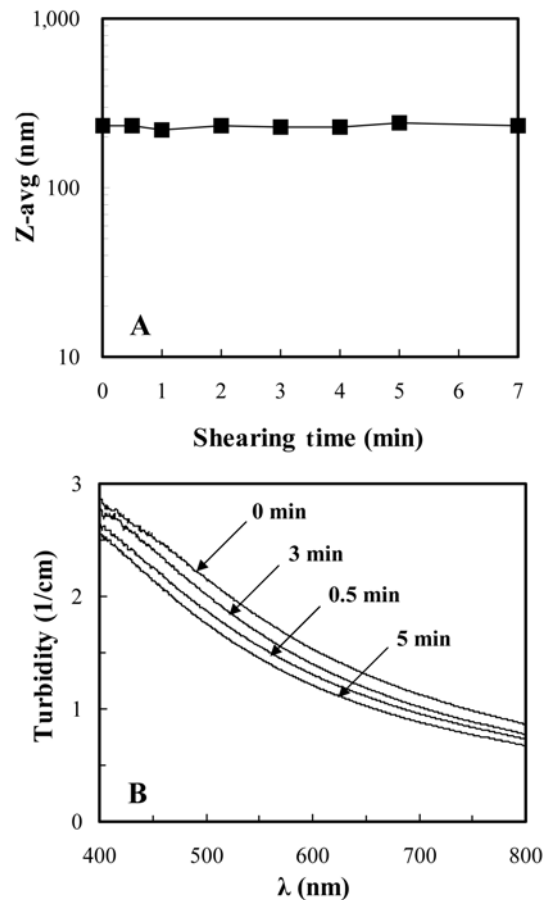 1,000
100
10
Z-avg (nm)
A
0 1 2 3 4 5 6 7
Shearing time (min)
3
2
1
0
Turbidity (1/cm)
0 min
3 min
0.5 min
5 min
B
400 500 600 700 800
λ (nm)